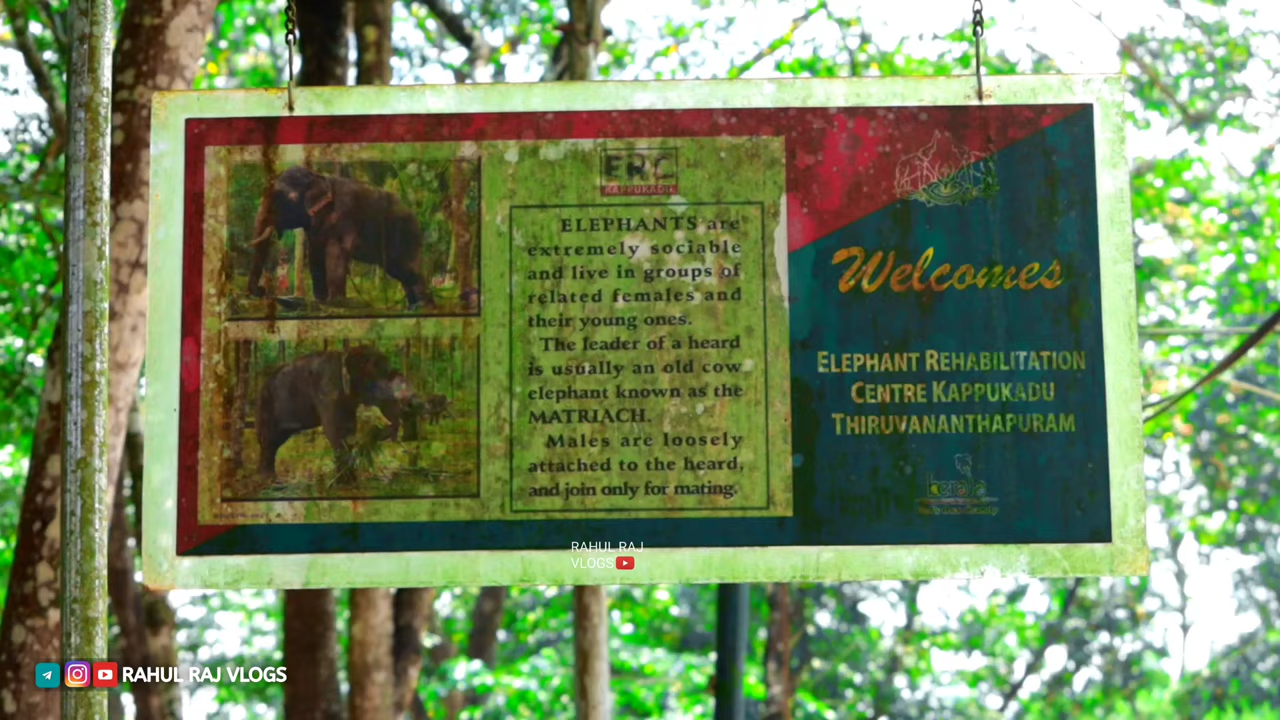 ERC
KAPPUKADU
ELEPHANTS are
extremely sociable
and live in groups of
related females and
their young ones.
The leader of a heard
is usually an old cow
elephant known as the
MATRIACH.
Males are loosely
attached to the heard,
and join only for mating.
Welcomes
ELEPHANT REHABILITATION
CENTRE KAPPUKADU
THIRUVANANTHAPURAM
kerala
RAHUL RAJ
VLOGS
RAHUL RAJ VLOGS